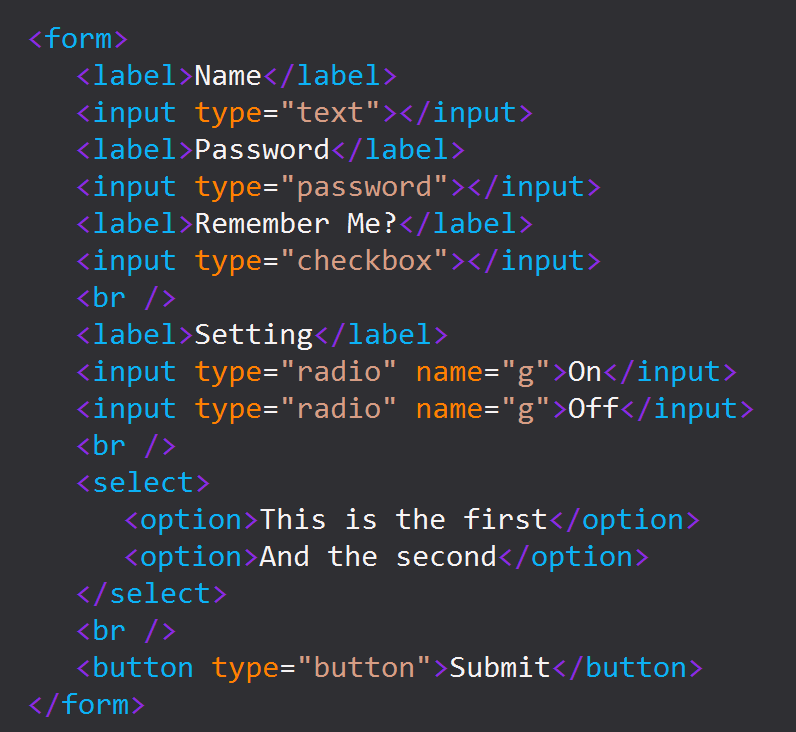 <form>
<label>Name</label>
<input type="text"></input>
<label>Password</label>
<input type="password"></input>
<label>Remember Me?</label>
<input type="checkbox"></input>
<br />
<label>Setting</label>
<input type="radio" name="g">On</input>
<input type="radio" name="g">Off</input>
<br />
<select>
<option>This is the first</option>
<option>And the second</option>
</select>
<br />
<button type="button">Submit</button>
</form>